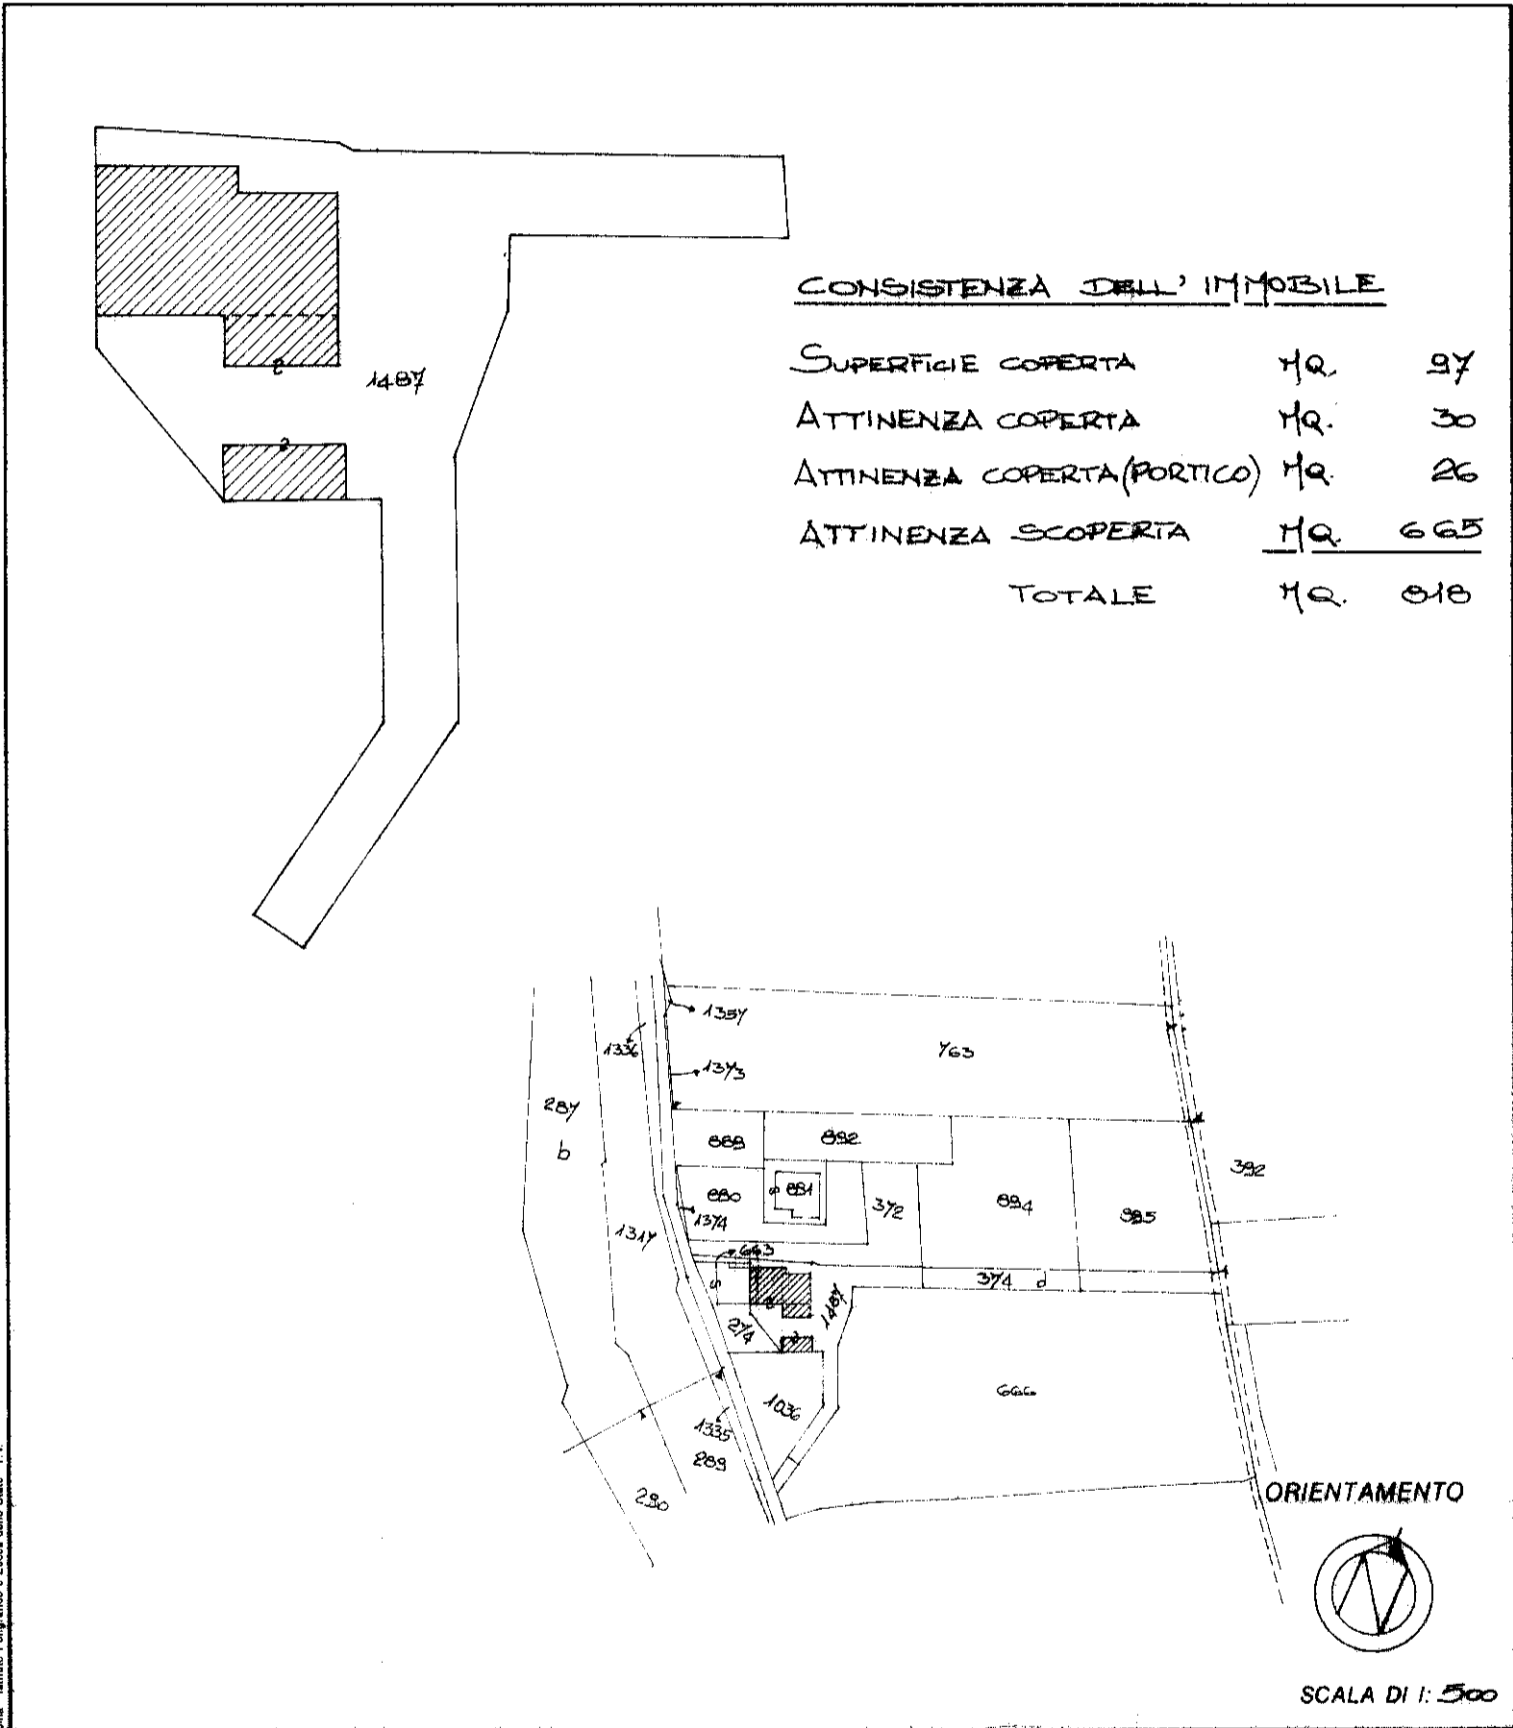 1487
CONSISTENZA DELL' IMMOBILE
SUPERFICIE COPERTA MQ. 97
ATTINENZA COPERTA MQ. 30
ATTINENZA COPERTA (PORTICO) MQ. 26
ATTINENZA SCOPERTA MQ. 665
TOTALE MQ. 818
1357
1336
763
1373
287
b
889
892
392
880
881
1374
372
894
895
1317
663
374
274
1487
1036
666
1335
289
290
ORIENTAMENTO
N
SCALA DI 1: 500